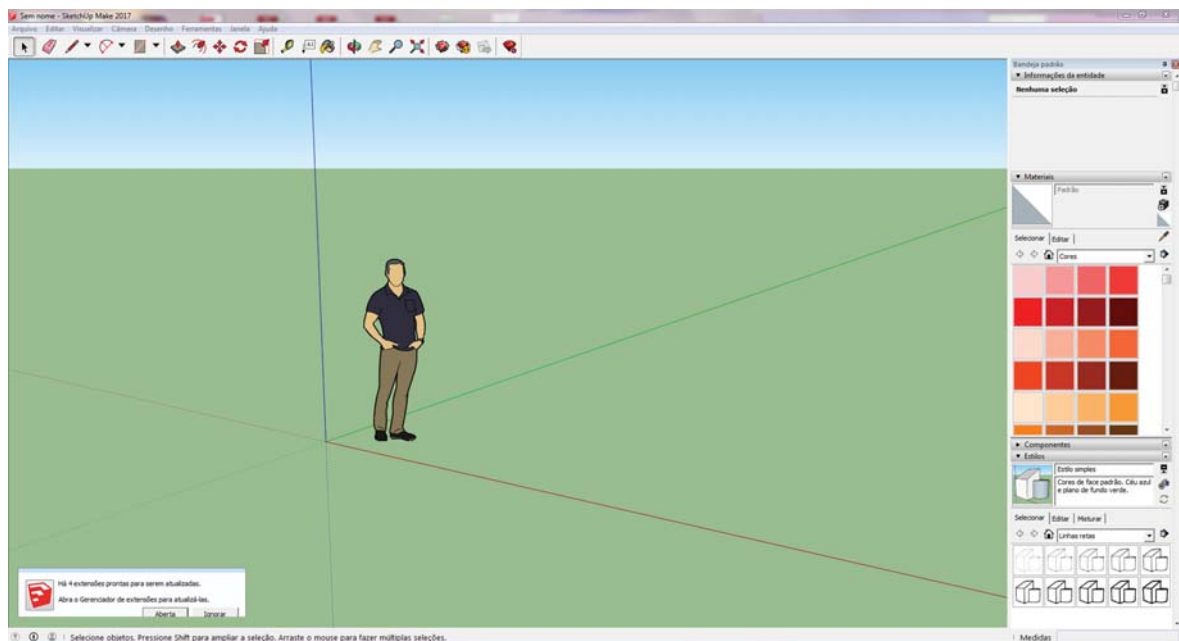 Sem nome - SketchUp Make 2017
Arquivo Editar Visualizar Câmera Desenho Ferramentas Janela Ajuda
A1
Bandeja padrão
Informações da entidade
Nenhuma seleção
Materiais
Padrão
Selecionar Editar
Cores
Componentes
Estilos
Estilo simples
Cores de face padrão. Céu azul
e plano de fundo verde.
Selecionar Editar Misturar
Linhas retas
Há 4 extensões prontas para serem atualizadas.
Abra o Gerenciador de extensões para atualizá-las.
Aberta Ignorar
Selecione objetos. Pressione Shift para ampliar a seleção. Arraste o mouse para fazer múltiplas seleções.
Medidas